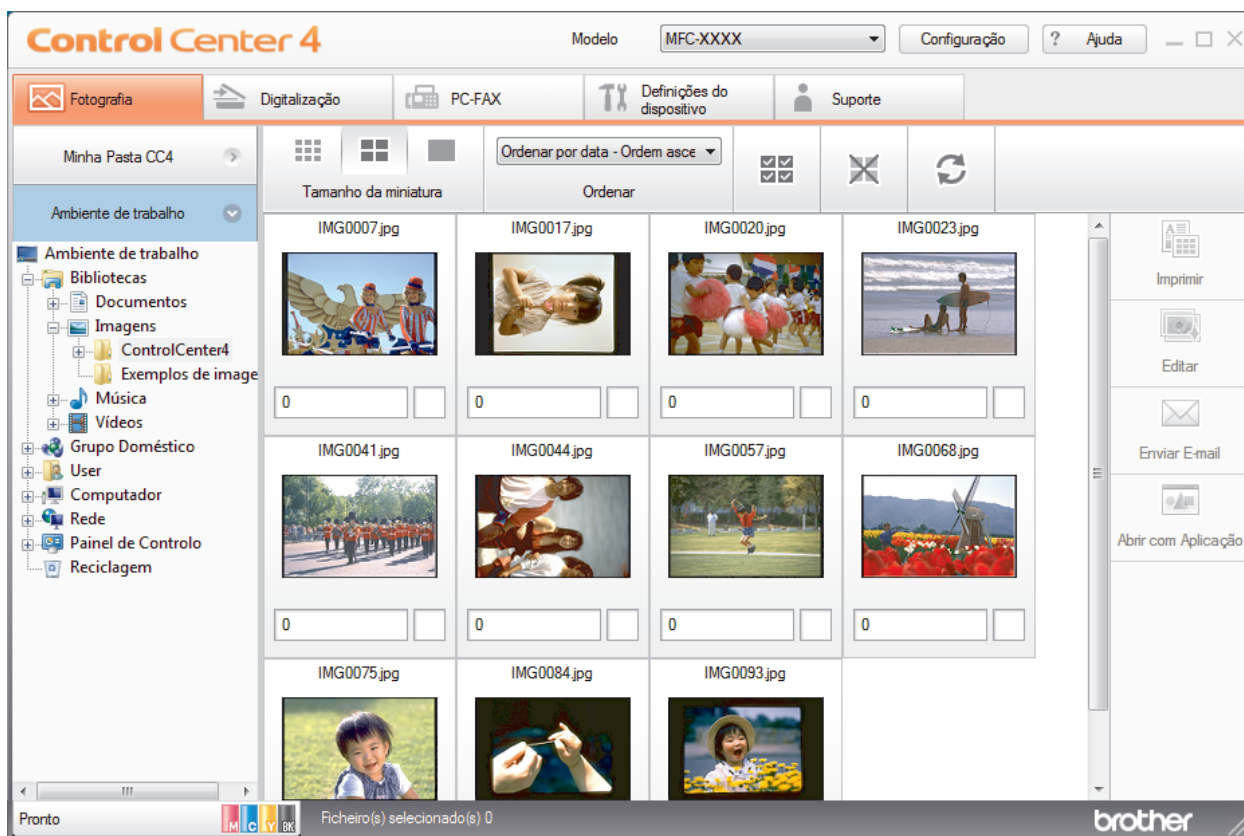 Control Center 4
Modelo
MFC-XXXX
Configuração
? Ajuda
Fotografia
Digitalização
PC-FAX
Definições do
dispositivo
Suporte
Minha Pasta CC4
Ambiente de trabalho
Tamanho da miniatura
Ordenar por data - Ordem asce
Ordenar
Ambiente de trabalho
Bibliotecas
Documentos
Imagens
ControlCenter4
Exemplos de image
Música
Vídeos
Grupo Doméstico
User
Computador
Rede
Painel de Controlo
Reciclagem
IMG0007.jpg
IMG0017.jpg
IMG0020.jpg
IMG0023.jpg
0
0
0
0
IMG0041.jpg
IMG0044.jpg
IMG0057.jpg
IMG0068.jpg
0
0
0
0
IMG0075.jpg
IMG0084.jpg
IMG0093.jpg
Imprimir
Editar
Enviar E-mail
Abrir com Aplicação
Pronto
M C Y BK
Ficheiro(s) selecionado(s) 0
brother